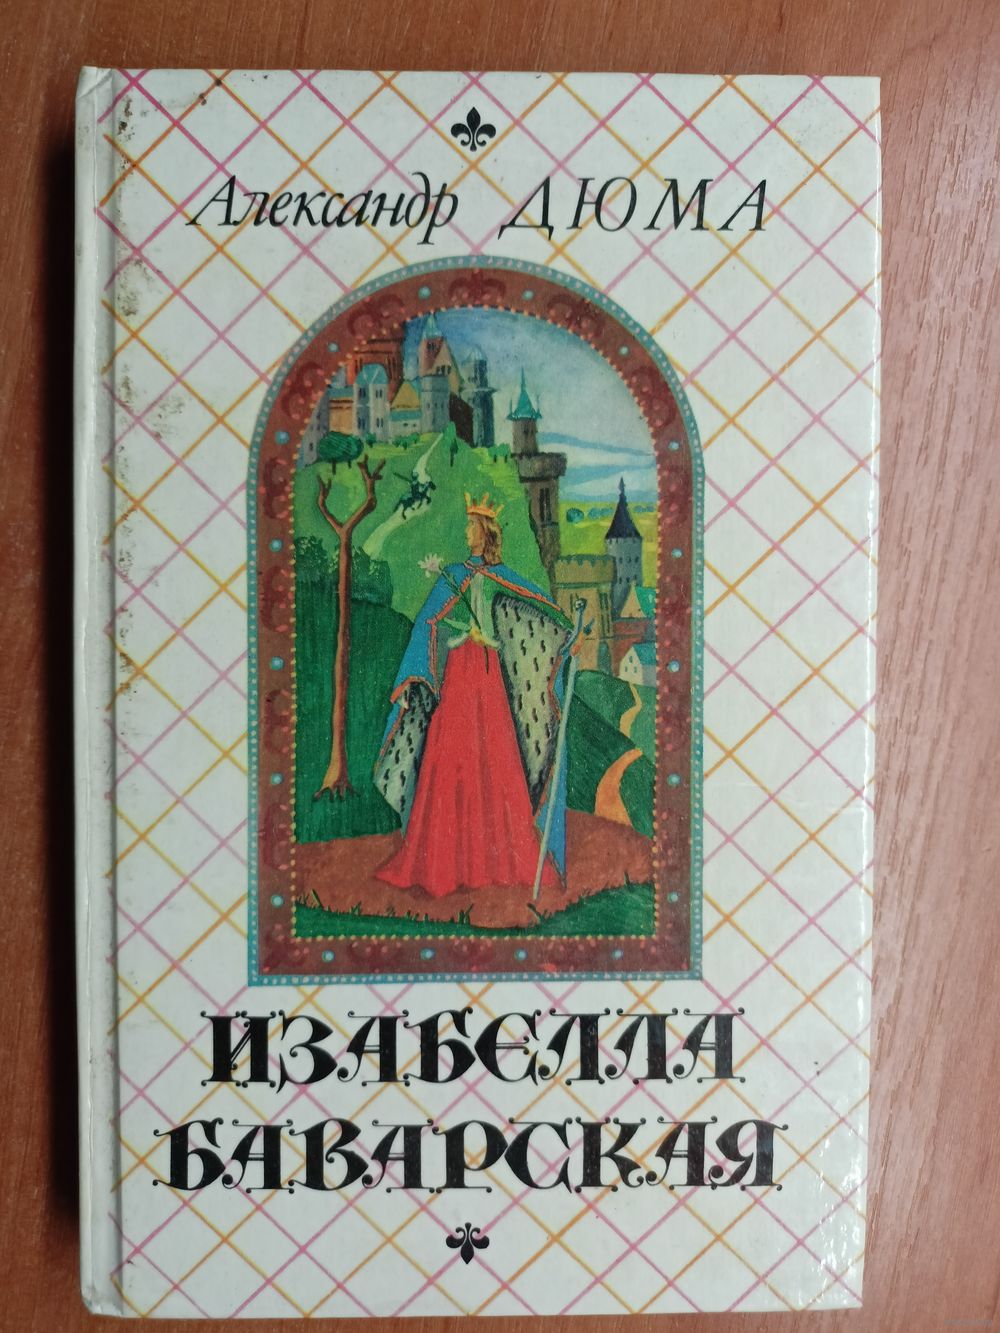 Александр ДЮМА
ИЗАБЕЛЛА
БАВАРСКАЯ